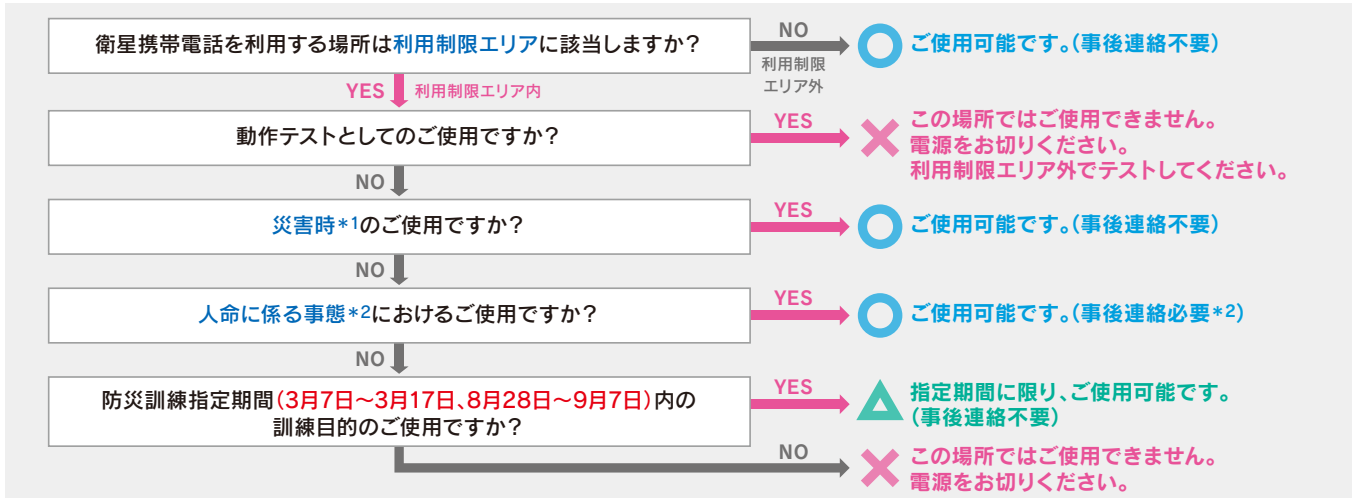 衛星携帯電話を利用する場所は利用制限エリアに該当しますか?
NO
利用制限
エリア外
ご使用可能です。(事後連絡不要)
YES 利用制限エリア内
動作テストとしてのご使用ですか?
YES
この場所ではご使用できません。
電源をお切りください。
利用制限エリア外でテストしてください。
NO
災害時*1のご使用ですか?
YES
ご使用可能です。(事後連絡不要)
NO
人命に係る事態*2におけるご使用ですか?
YES
ご使用可能です。(事後連絡必要*2)
NO
防災訓練指定期間(3月7日~3月17日、8月28日~9月7日)内の
訓練目的のご使用ですか?
YES
指定期間に限り、ご使用可能です。
(事後連絡不要)
NO
この場所ではご使用できません。
電源をお切りください。